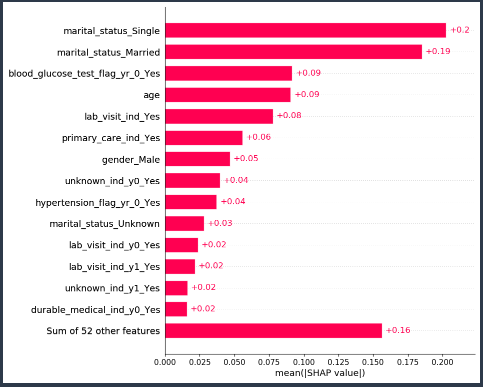 marital_status_Single +0.2
marital_status_Married +0.19
blood_glucose_test_flag_yr_0_Yes +0.09
age +0.09
lab_visit_ind_Yes +0.08
primary_care_ind_Yes +0.06
gender_Male +0.05
unknown_ind_y0_Yes +0.04
hypertension_flag_yr_0_Yes +0.04
marital_status_Unknown +0.03
lab_visit_ind_y0_Yes +0.02
lab_visit_ind_y1_Yes +0.02
unknown_ind_y1_Yes +0.02
durable_medical_ind_y0_Yes +0.02
Sum of 52 other features +0.16
0.000 0.025 0.050 0.075 0.100 0.125 0.150 0.175 0.200
mean(|SHAP value|)